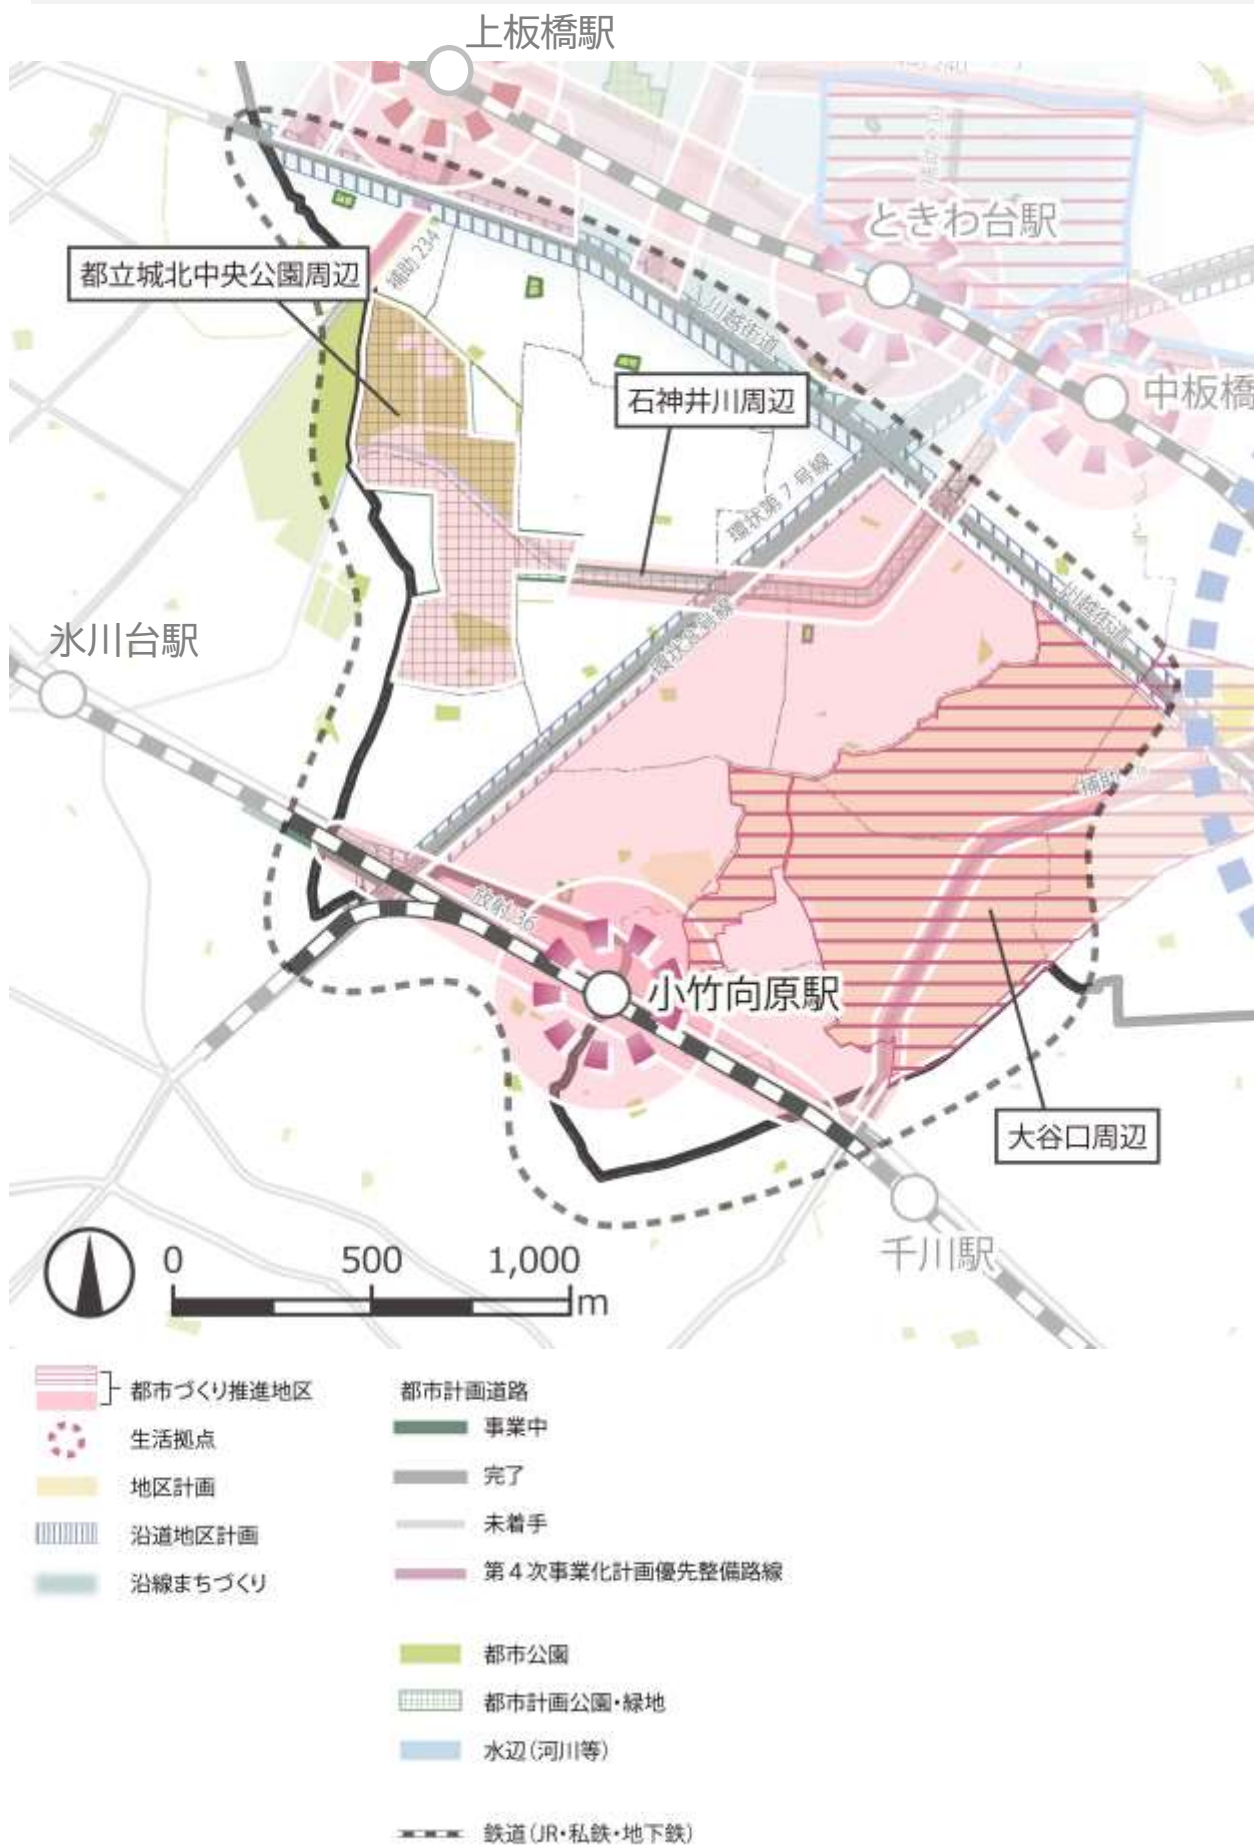 上板橋駅
ときわ台駅
都立城北中央公園周辺
補助234
川越街道
中板橋
石神井川周辺
環状第7号線
環状第7号線
川越街道
氷川台駅
補助
放射36
小竹向原駅
大谷口周辺
千川駅
0 500 1,000
m
都市づくり推進地区
生活拠点
地区計画
沿道地区計画
沿線まちづくり
都市計画道路
事業中
完了
未着手
第4次事業化計画優先整備路線
都市公園
都市計画公園・緑地
水辺(河川等)
鉄道(JR・私鉄・地下鉄)